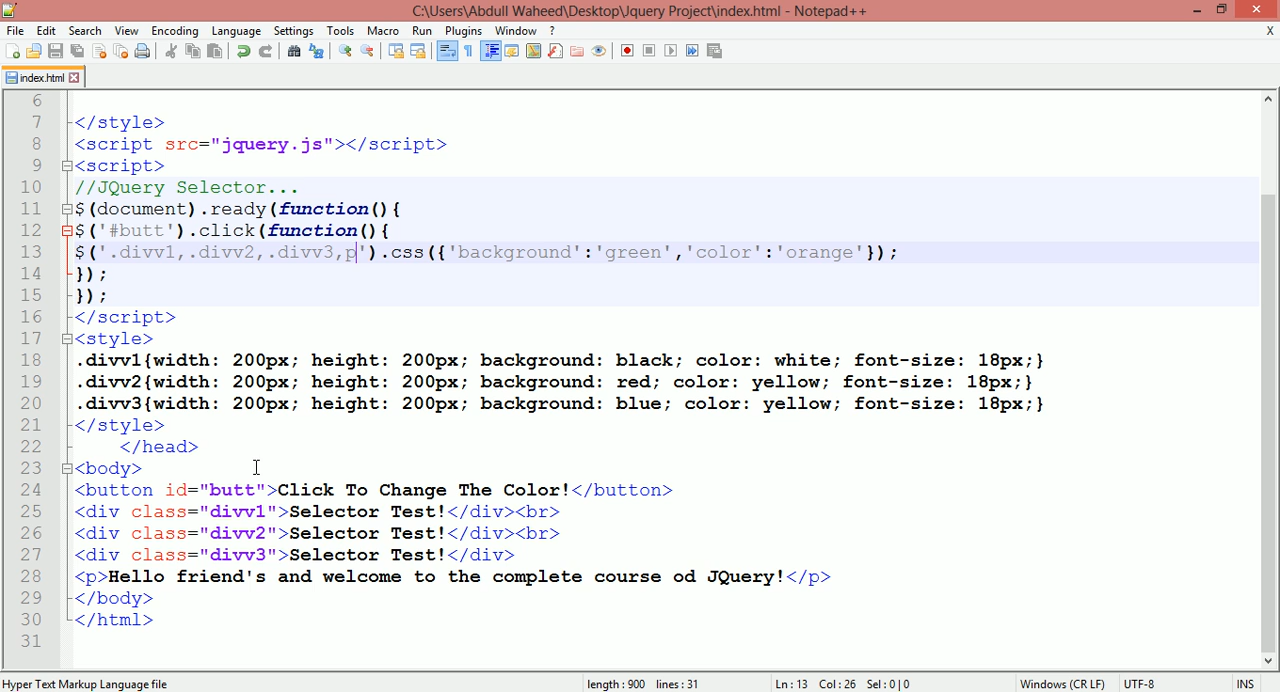 C:\Users\Abdull Waheed\Desktop\Jquery Project\index.html - Notepad++
File Edit Search View Encoding Language Settings Tools Macro Run Plugins Window ? X
index.html
6
7 </style>
8 <script src="jquery.js"></script>
9 <script>
10 //JQuery Selector...
11 $(document).ready(function(){
12 $('#butt').click(function(){
13 $('.divv1,.divv2,.divv3,p').css({'background':'green','color':'orange'});
14 });
15 });
16 </script>
17 <style>
18 .divv1{width: 200px; height: 200px; background: black; color: white; font-size: 18px;}
19 .divv2{width: 200px; height: 200px; background: red; color: yellow; font-size: 18px;}
20 .divv3{width: 200px; height: 200px; background: blue; color: yellow; font-size: 18px;}
21 </style>
22 </head>
23 <body>
24 <button id="butt">Click To Change The Color!</button>
25 <div class="divv1">Selector Test!</div><br>
26 <div class="divv2">Selector Test!</div><br>
27 <div class="divv3">Selector Test!</div>
28 <p>Hello friend's and welcome to the complete course od JQuery!</p>
29 </body>
30 </html>
31
Hyper Text Markup Language file length : 900 lines : 31 Ln : 13 Col : 26 Sel : 0 | 0 Windows (CR LF) UTF-8 INS